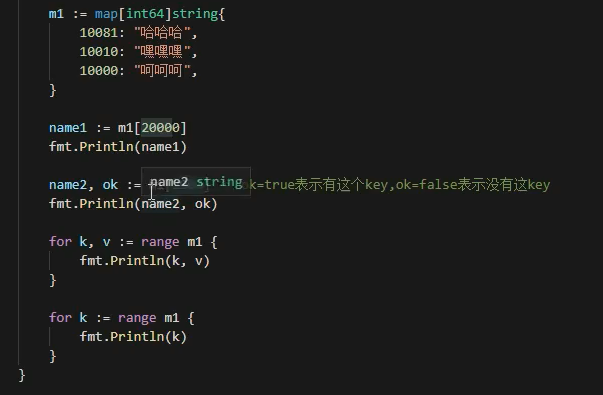 m1 := map[int64]string{
10081: "哈哈哈",
10010: "嘿嘿嘿",
10000: "呵呵呵",
}
name1 := m1[20000]
fmt.Println(name1)
name2, ok := ok=true表示有这个key,ok=false表示没有这key
name2 string
fmt.Println(name2, ok)
for k, v := range m1 {
fmt.Println(k, v)
}
for k := range m1 {
fmt.Println(k)
}
}